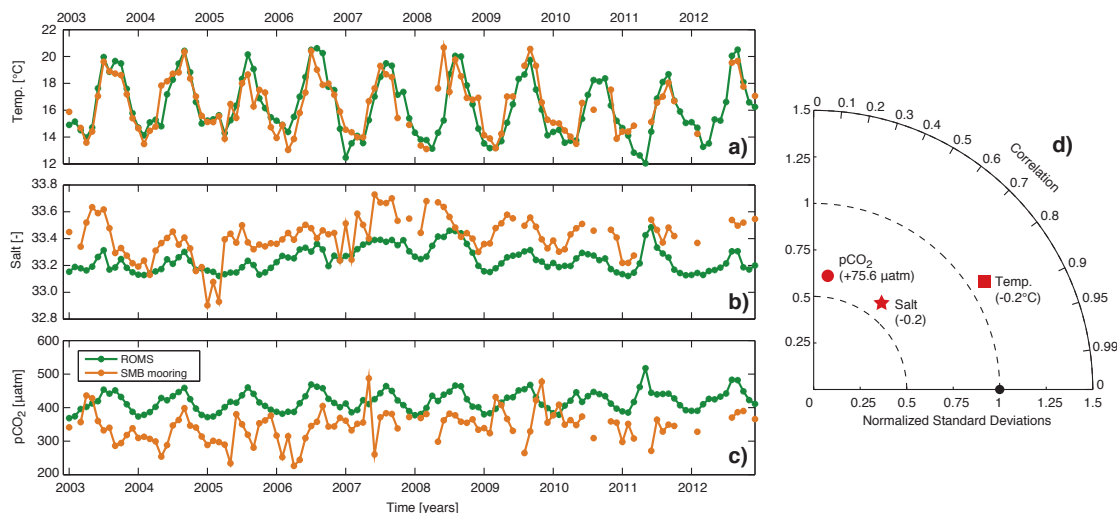 2003 2004 2005 2006 2007 2008 2009 2010 2011 2012
22
20
18
16
14
12
Temp. [°C]
a)
33.8
33.6
33.4
33.2
33
32.8
Salt [-]
b)
600
500
400
300
200
pCO2 [µatm]
ROMS
SMB mooring
c)
2003 2004 2005 2006 2007 2008 2009 2010 2011 2012
Time [years]
d)
1.5
1.25
1
0.75
0.5
0.25
0 0.1 0.2 0.3 0.4 0.5 0.6 0.7 0.8 0.9 0.95 0.99 0
Correlation
pCO2
(+75.6 µatm)
Salt
(-0.2)
Temp.
(-0.2°C)
0 0.25 0.5 0.75 1 1.25 1.5
Normalized Standard Deviations